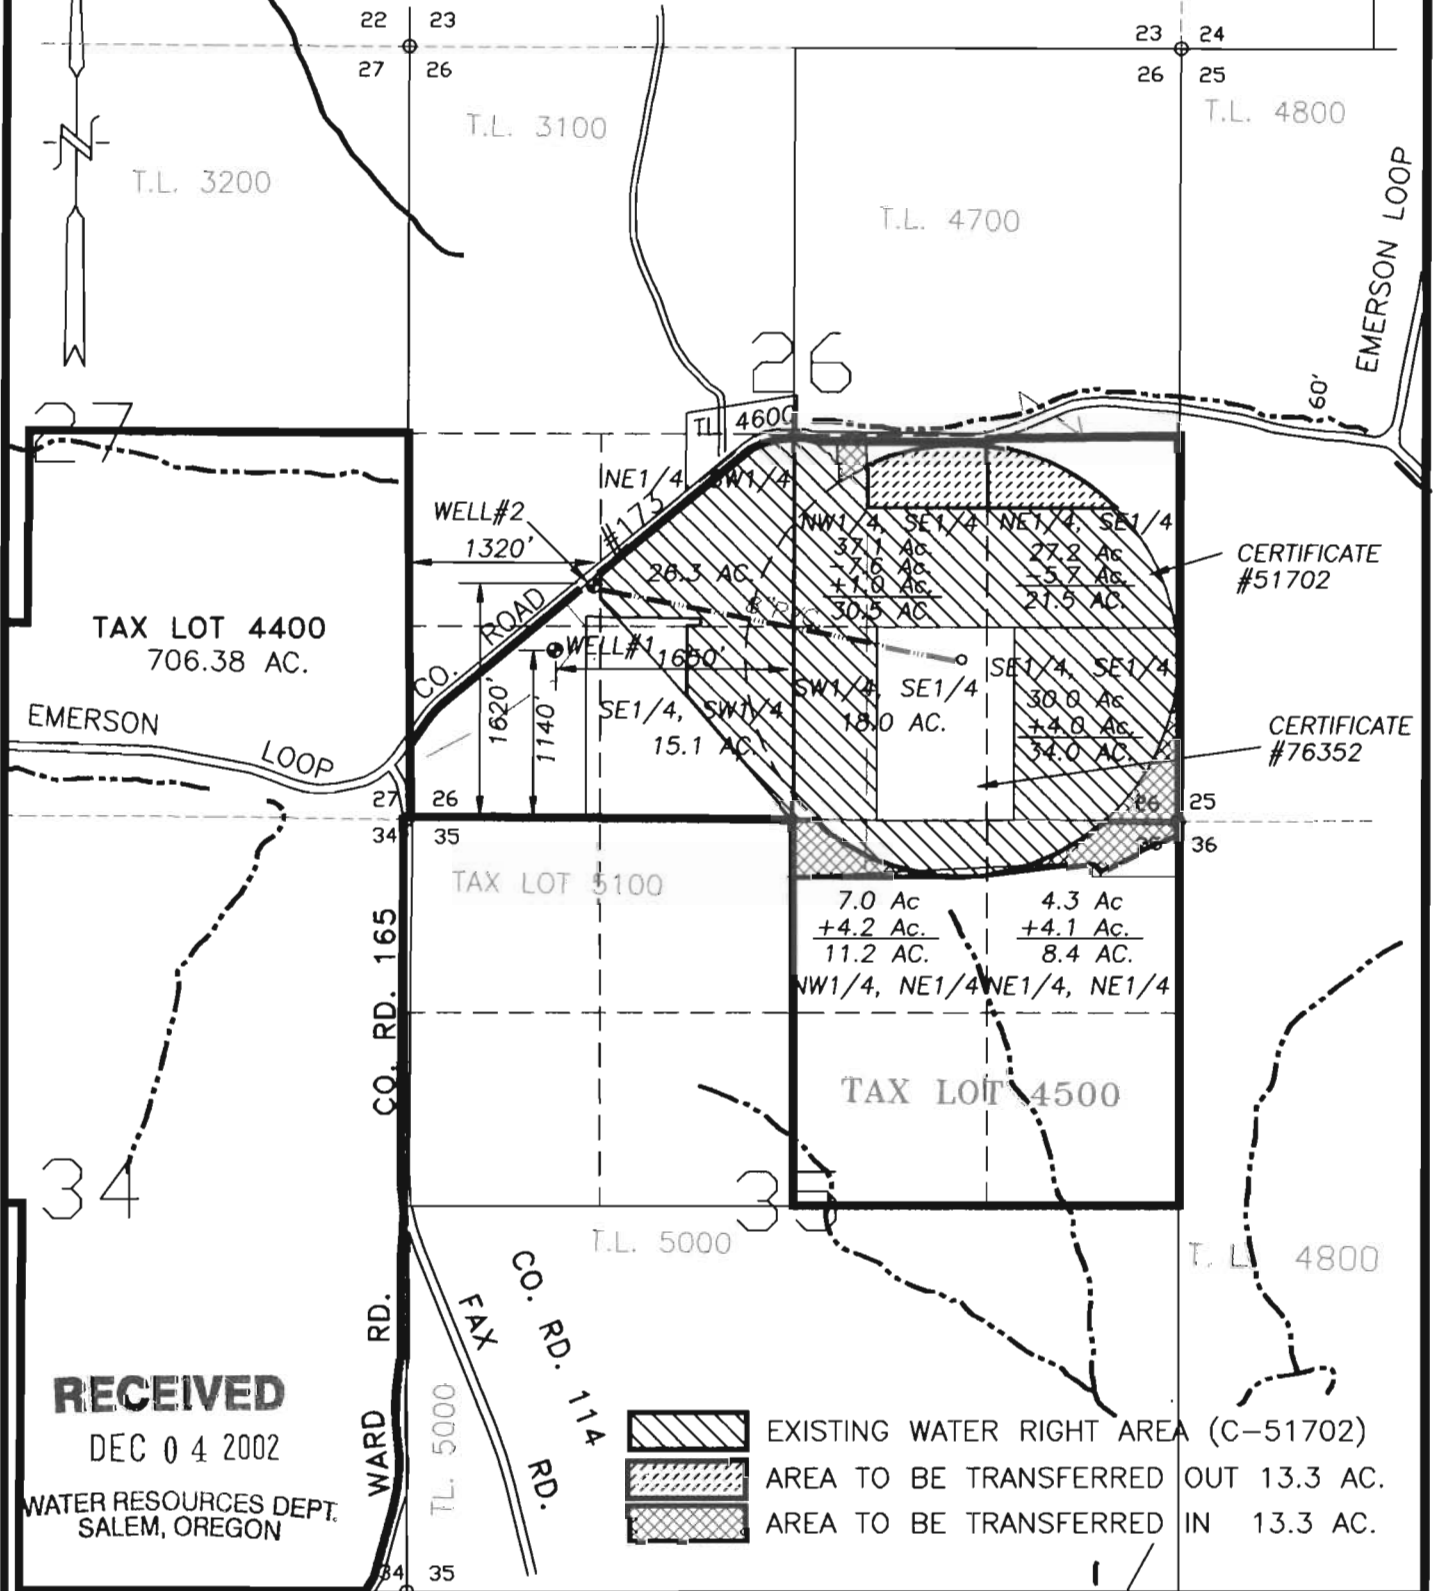 22 23
27 26
23 24
26 25
T.L. 3100
T.L. 4800
T.L. 3200
T.L. 4700
EMERSON LOOP
26
60'
27
TL 4600
NE1/4, SW1/4
#173
WELL#2
1320'
NW1/4, SE1/4
37.1 Ac.
-7.6 Ac.
+1.0 Ac.
30.5 AC.
NE1/4, SE1/4
27.2 Ac
-5.7 Ac.
21.5 AC.
CERTIFICATE
#51702
26.3 AC.
TAX LOT 4400
706.38 AC.
CO. ROAD
WELL#1
1650'
1620'
1140'
SE1/4, SW1/4
15.1 AC.
SW1/4, SE1/4
18.0 AC.
SE1/4, SE1/4
30.0 Ac
+4.0 Ac.
34.0 AC.
CERTIFICATE
#76352
EMERSON LOOP
27 26
34 35
26 25
35 36
TAX LOT 5100
7.0 Ac
+4.2 Ac.
11.2 AC.
NW1/4, NE1/4
4.3 Ac
+4.1 Ac.
8.4 AC.
NE1/4, NE1/4
CO. RD. 165
TAX LOT 4500
34
35
T.L. 5000
T. L. 4800
CO. RD. 114
FAX RD.
WARD RD.
TL. 5000
RECEIVED
DEC 04 2002
WATER RESOURCES DEPT.
SALEM, OREGON
EXISTING WATER RIGHT AREA (C-51702)
AREA TO BE TRANSFERRED OUT 13.3 AC.
AREA TO BE TRANSFERRED IN 13.3 AC.
34 35